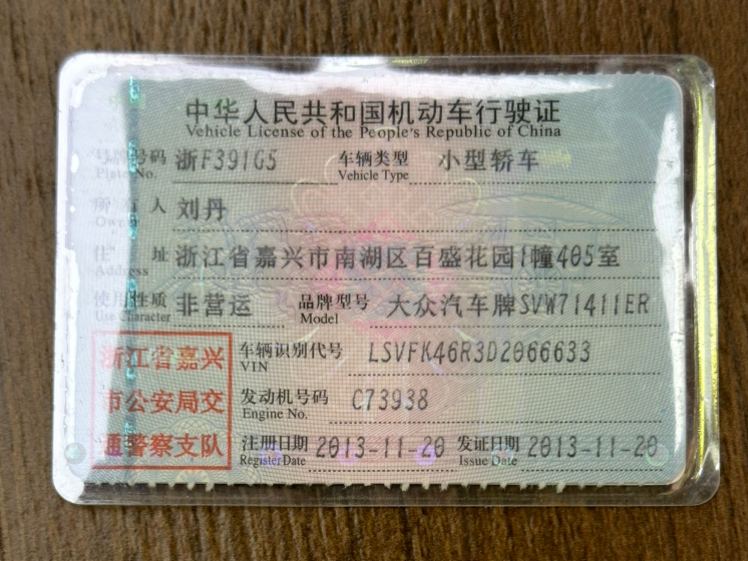 中华人民共和国机动车行驶证
Vehicle License of the People's Republic of China
号牌号码 浙F391G5 车辆类型 小型轿车
Plate No. Vehicle Type
所有人 刘丹
Owner
住址 浙江省嘉兴市南湖区百盛花园1幢405室
Address
使用性质 非营运 品牌型号 大众汽车牌SVW71411ER
Use Character Model
浙江省嘉兴 车辆识别代号 LSVFK46R3D2066633
VIN
市公安局交 发动机号码 C73938
Engine No.
通警察支队 注册日期 2013-11-20 发证日期 2013-11-20
Register Date Issue Date